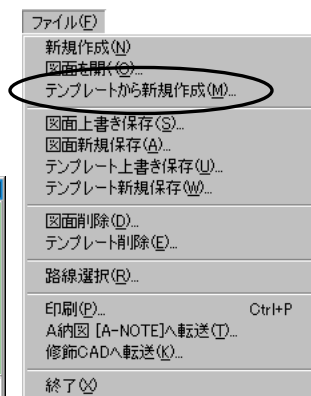 ファイル(F)
新規作成(N)
図面を開く(O)...
テンプレートから新規作成(M)...
図面上書き保存(S)...
図面新規保存(A)...
テンプレート上書き保存(U)...
テンプレート新規保存(W)...
図面削除(D)...
テンプレート削除(E)...
路線選択(R)...
印刷(P)... Ctrl+P
A納図 [A-NOTE]へ転送(T)...
修飾CADへ転送(K)...
終了(X)